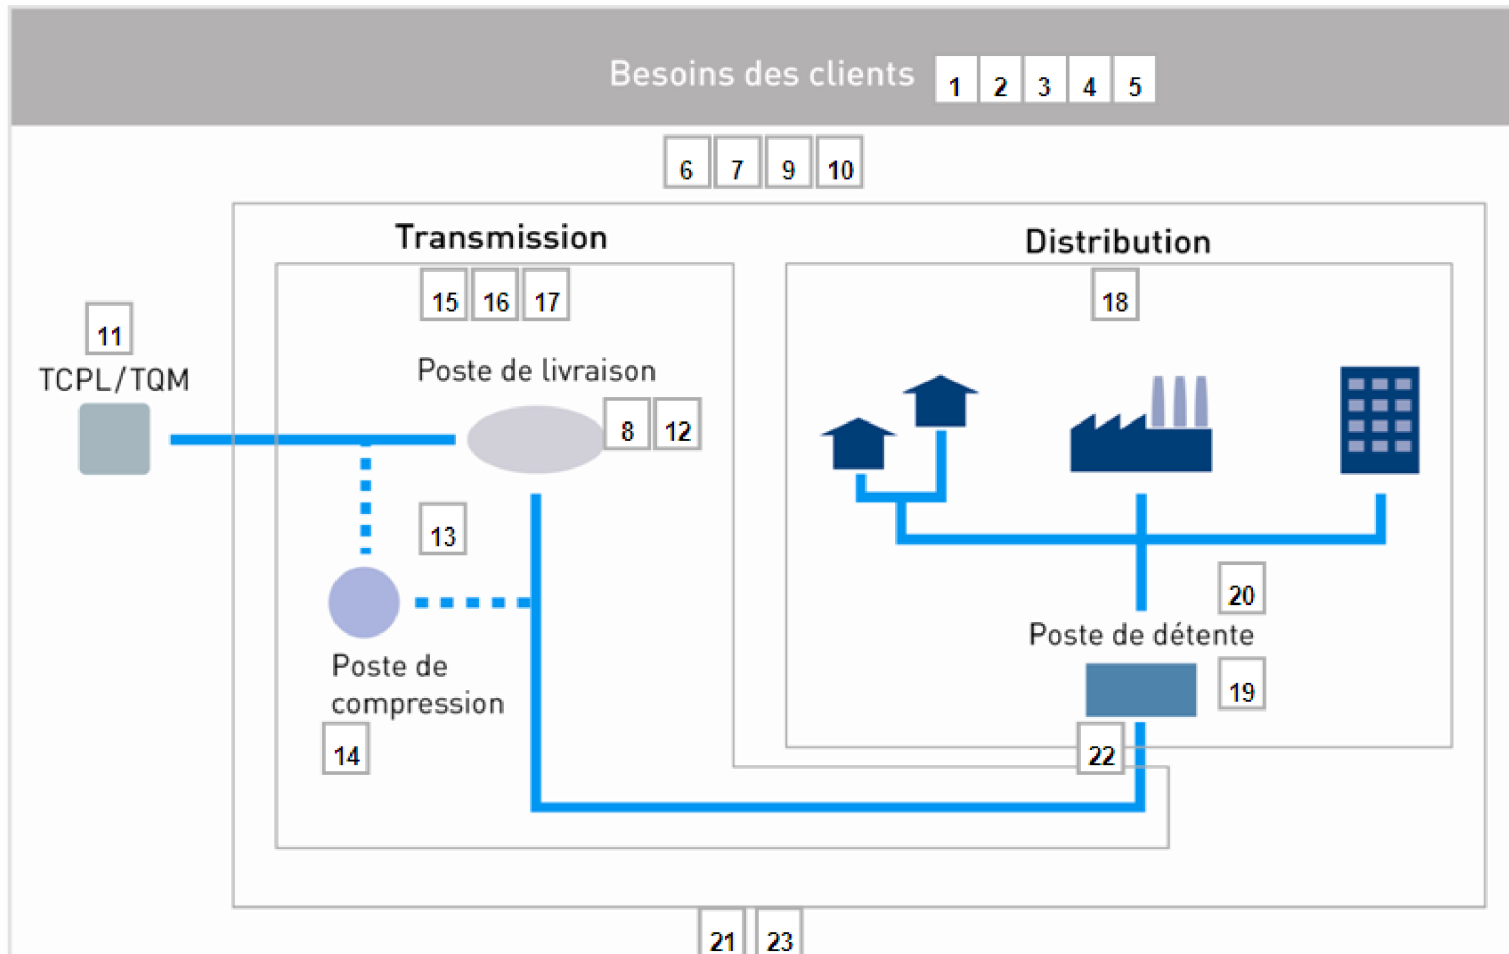 Besoins des clients 1 2 3 4 5
6 7 9 10
Transmission
Distribution
15 16 17
18
11
TCPL/TQM
Poste de livraison
8 12
13
20
Poste de détente
19
Poste de
compression
14
22
21 23